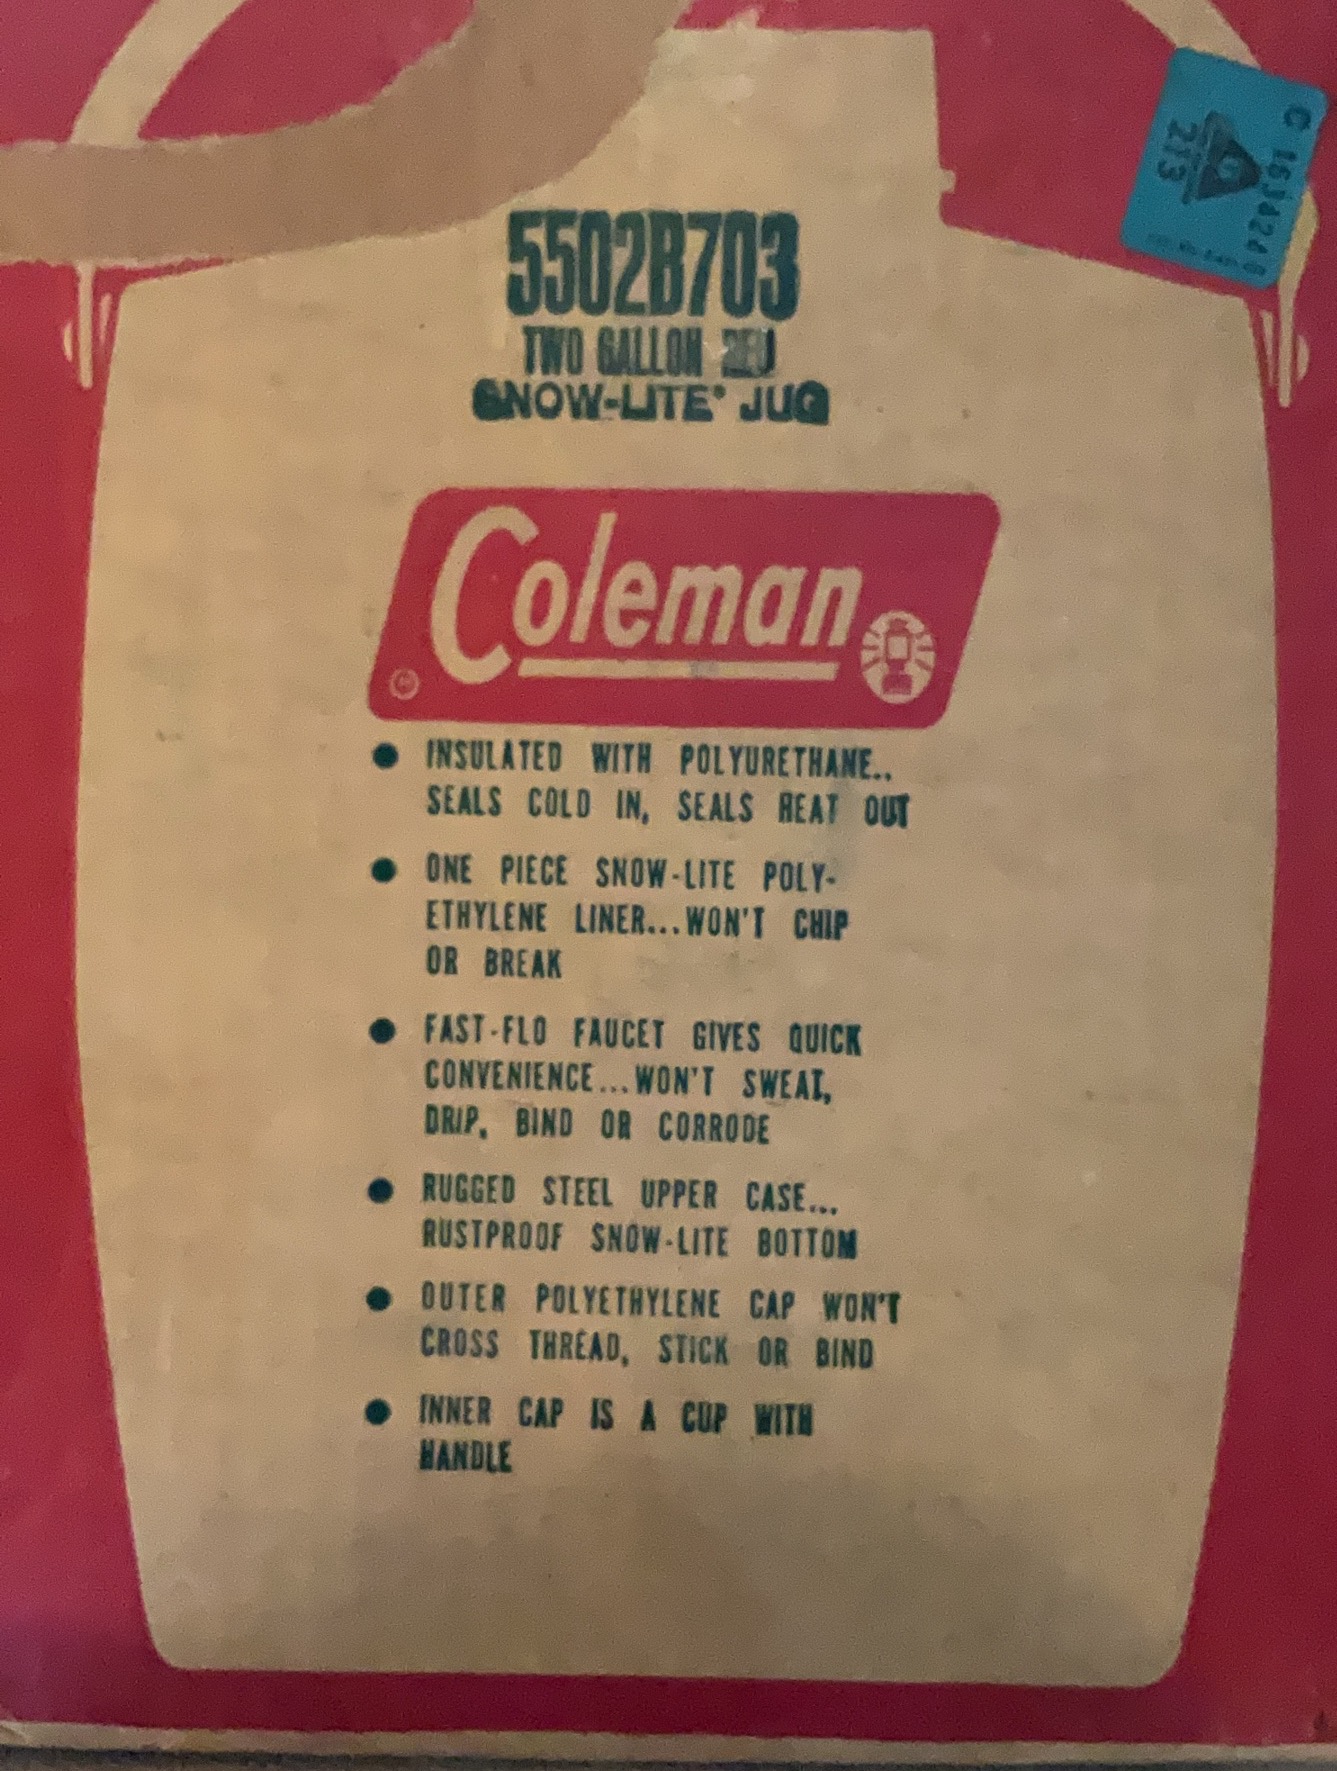 5502B703
TWO GALLON RED
SNOW-LITE® JUG
Coleman
®
INSULATED WITH POLYURETHANE..
SEALS COLD IN, SEALS HEAT OUT
ONE PIECE SNOW-LITE POLY-
ETHYLENE LINER...WON'T CHIP
OR BREAK
FAST-FLO FAUCET GIVES QUICK
CONVENIENCE...WON'T SWEAT,
DRIP, BIND OR CORRODE
RUGGED STEEL UPPER CASE...
RUSTPROOF SNOW-LITE BOTTOM
OUTER POLYETHYLENE CAP WON'T
CROSS THREAD, STICK OR BIND
INNER CAP IS A CUP WITH
HANDLE
213